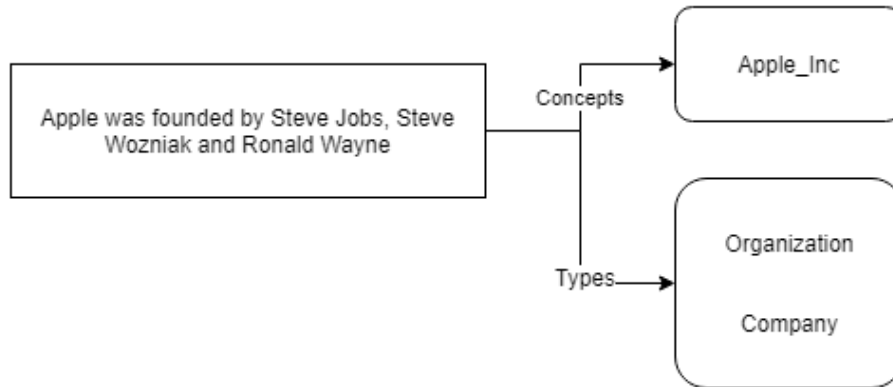 Apple was founded by Steve Jobs, Steve
Wozniak and Ronald Wayne
Concepts
Apple_Inc
Types
Organization
Company